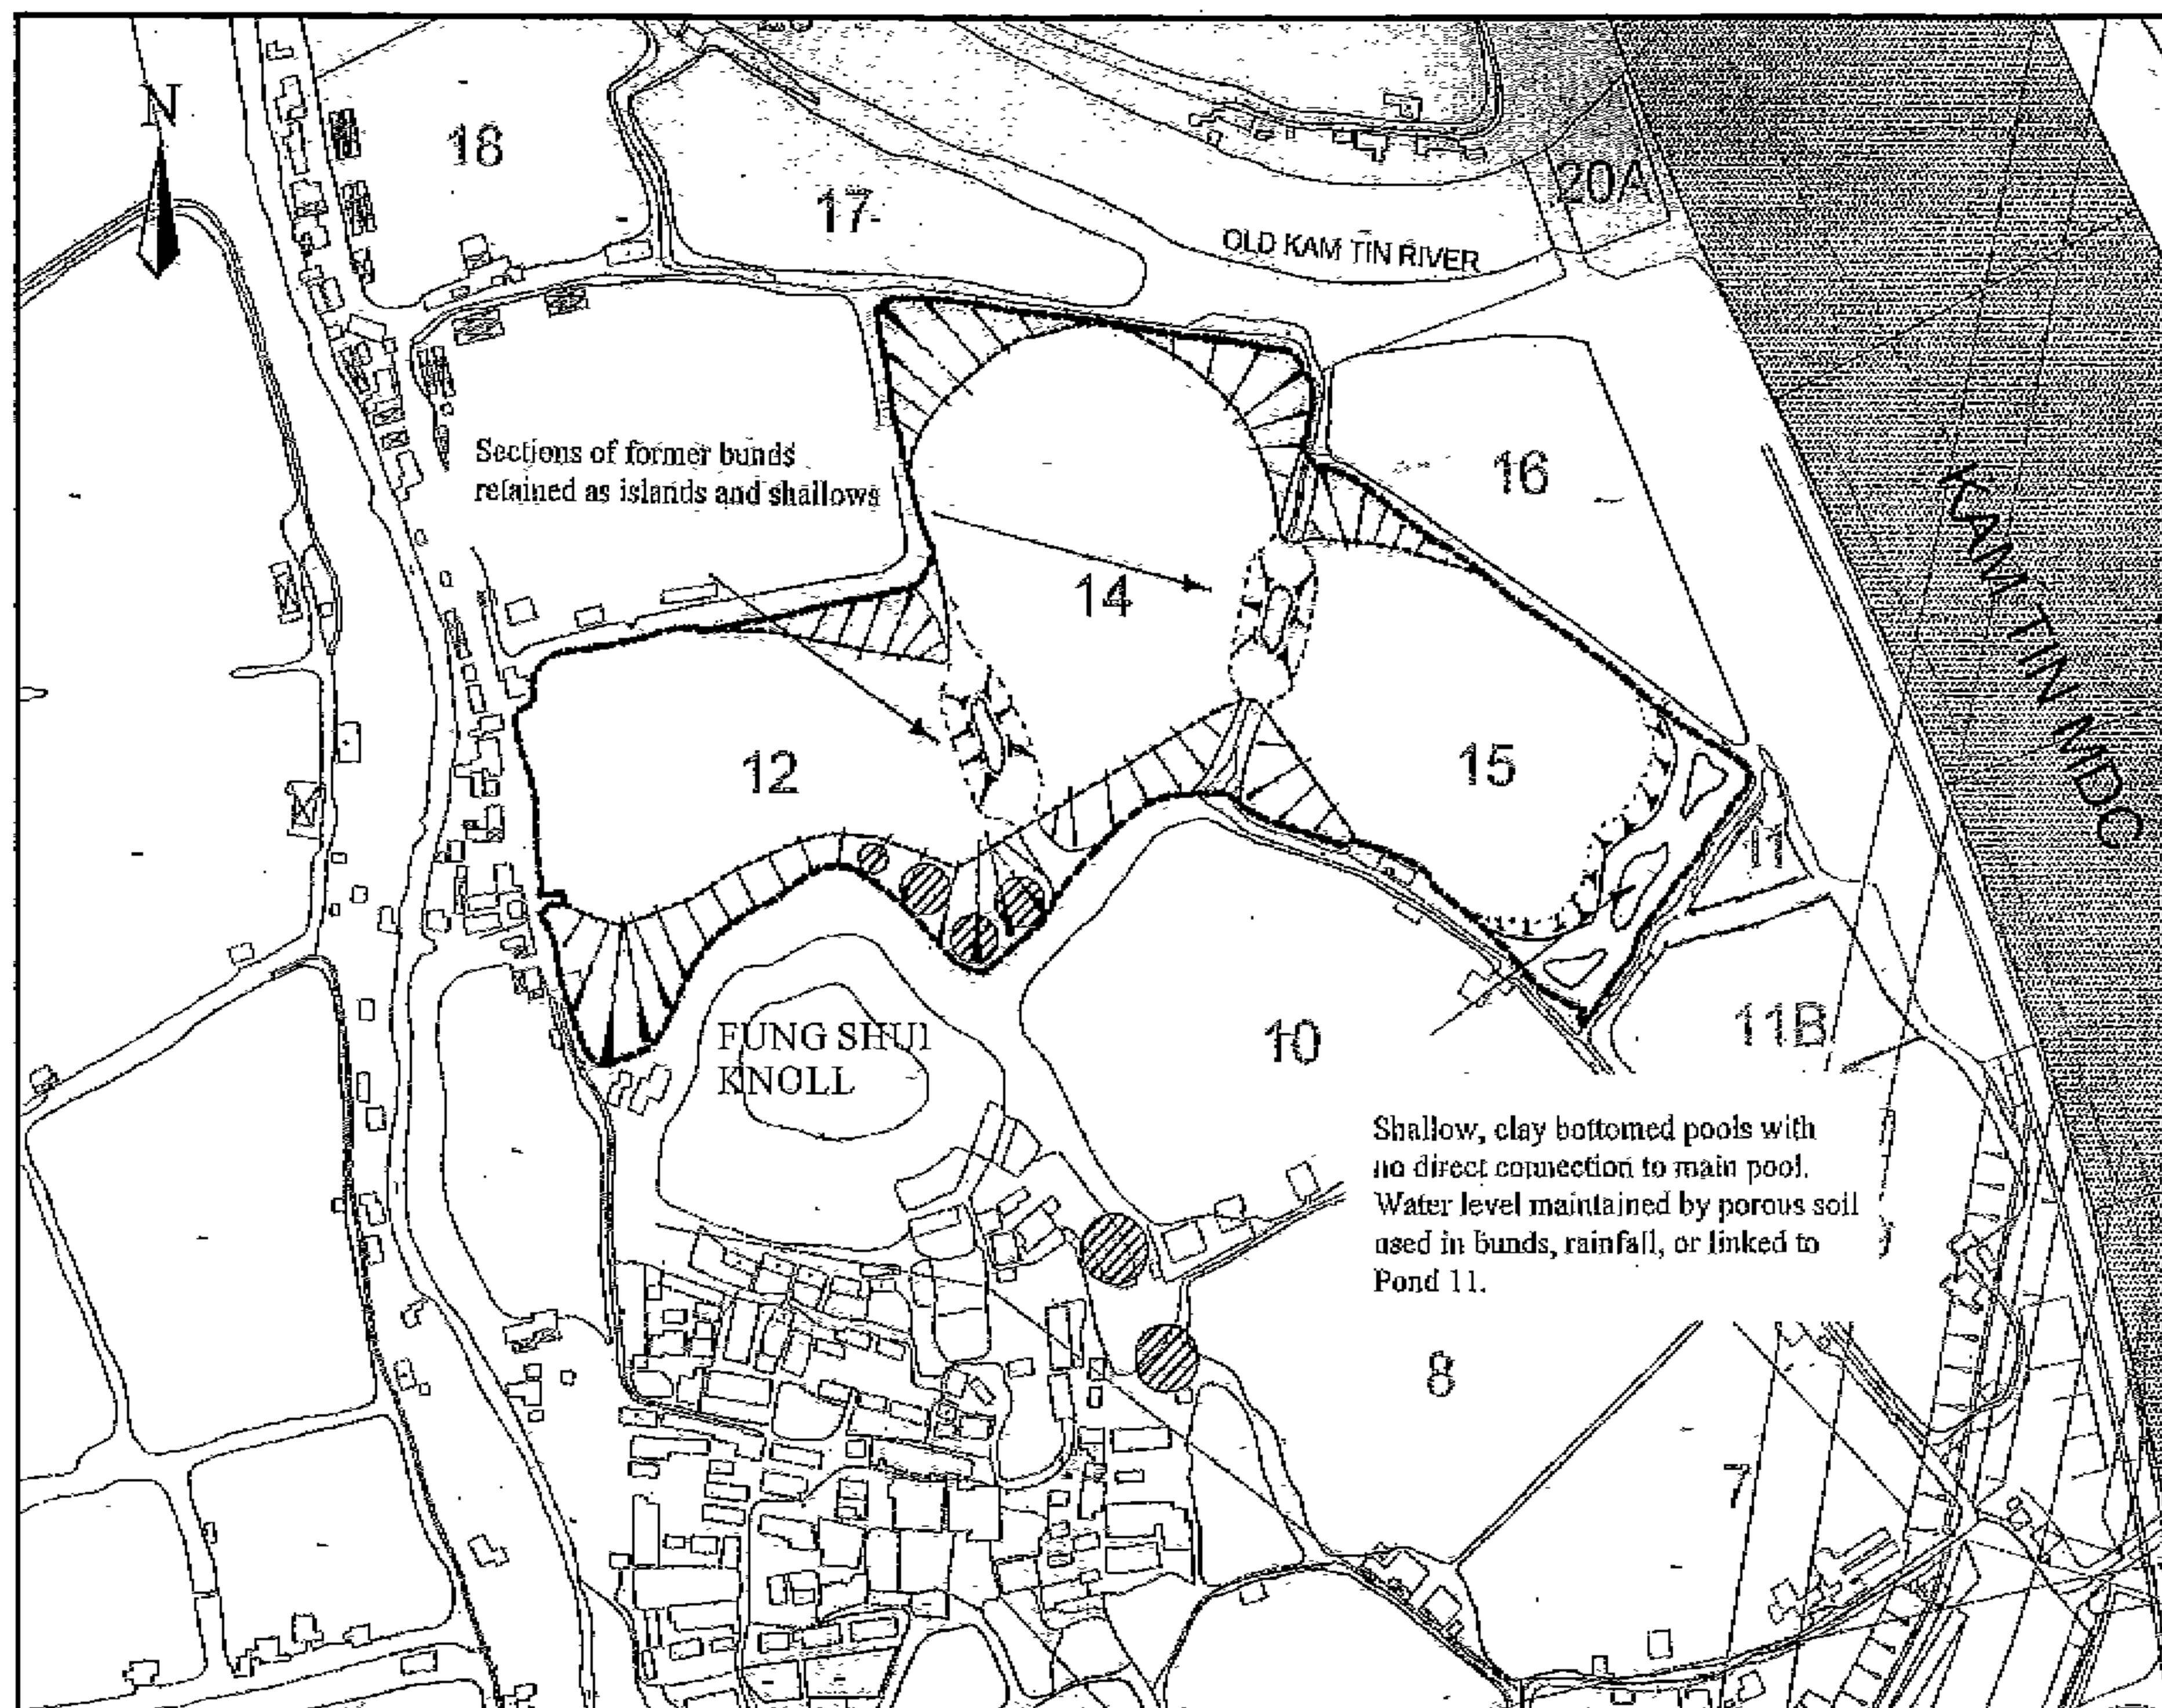 N
18
17
20A
OLD KAM TIN RIVER
Sections of former bunds
retained as islands and shallows
16
KAM TIN MDC
14
12
15
11
10
11B
FUNG SHUI
KNOLL
Shallow, clay bottomed pools with
no direct connection to main pool.
Water level maintained by porous soil
used in bunds, rainfall, or linked to
Pond 11.
8
7